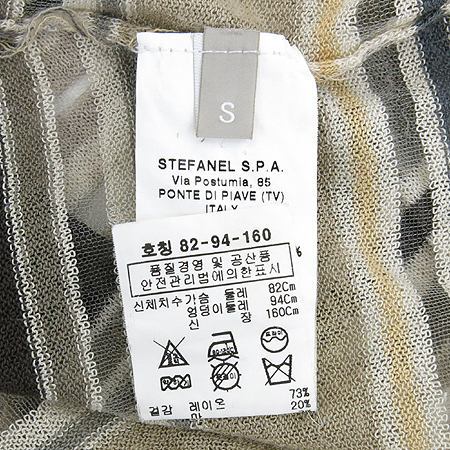 S
STEFANEL S.P.A.
Via Postumia, 85
PONTE DI PIAVE (TV)
ITALY
호칭 82-94-160
품질경영 및 공산품
안전관리법에의한표시
신체치수가슴 둘레 82Cm
엉덩이둘레 94Cm
신 장 160Cm
겉감 레이온 73%
마 20%